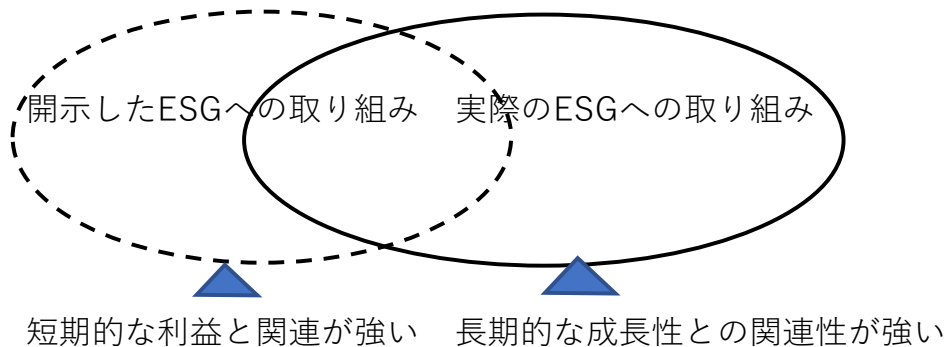 開示したESGへの取り組み
実際のESGへの取り組み
短期的な利益と関連が強い
長期的な成長性との関連性が強い